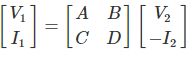 [V₁] = [A B] [V₂]
[I₁] = [C D] [−I₂]